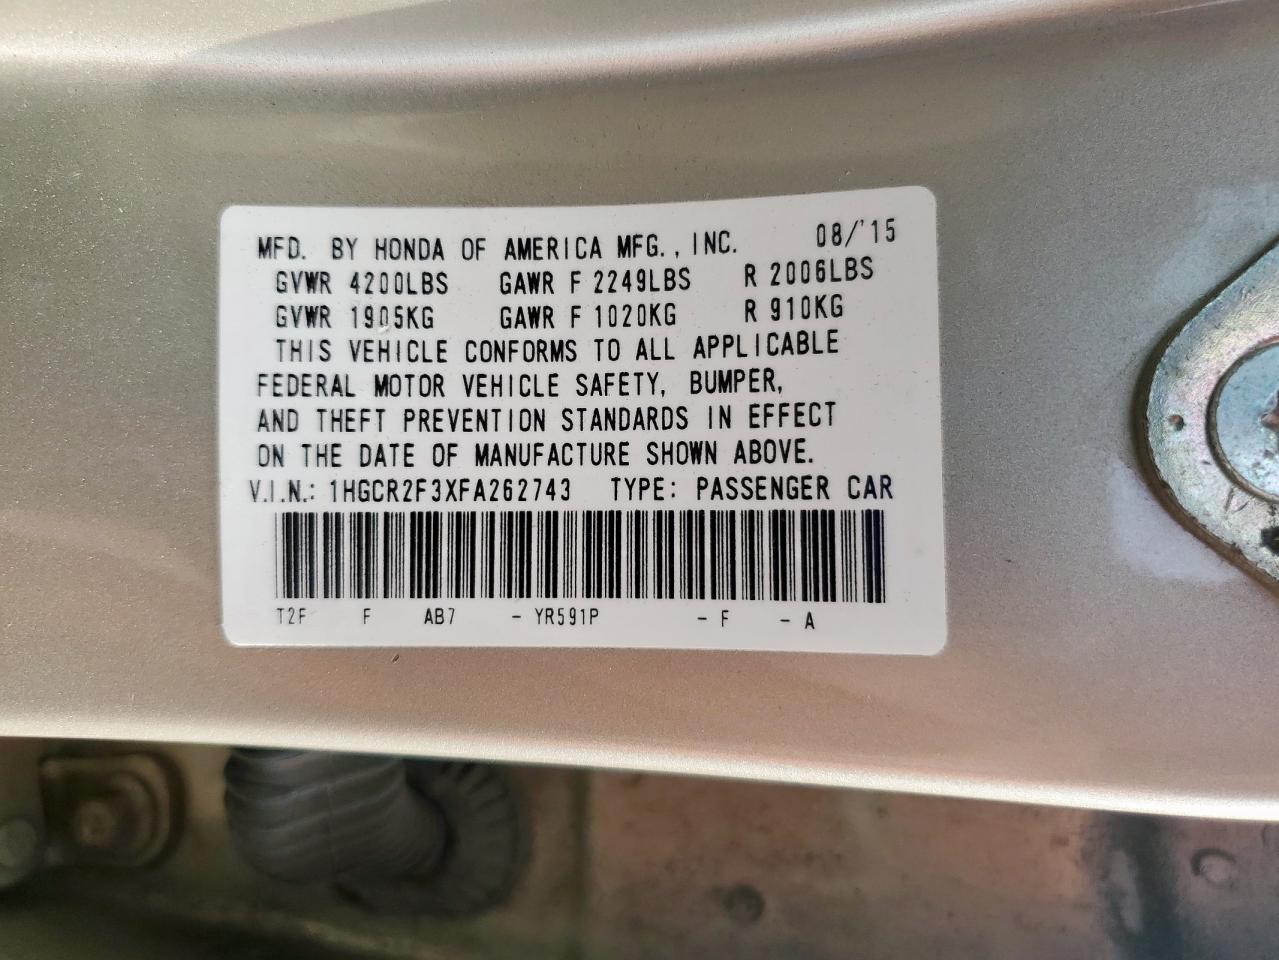 MFD. BY HONDA OF AMERICA MFG., INC. 08/'15
GVWR 4200LBS GAWR F 2249LBS R 2006LBS
GVWR 1905KG GAWR F 1020KG R 910KG
THIS VEHICLE CONFORMS TO ALL APPLICABLE
FEDERAL MOTOR VEHICLE SAFETY, BUMPER,
AND THEFT PREVENTION STANDARDS IN EFFECT
ON THE DATE OF MANUFACTURE SHOWN ABOVE.
V.I.N.: 1HGCR2F3XFA262743 TYPE: PASSENGER CAR
T2F F AB7 - YR591P - F - A